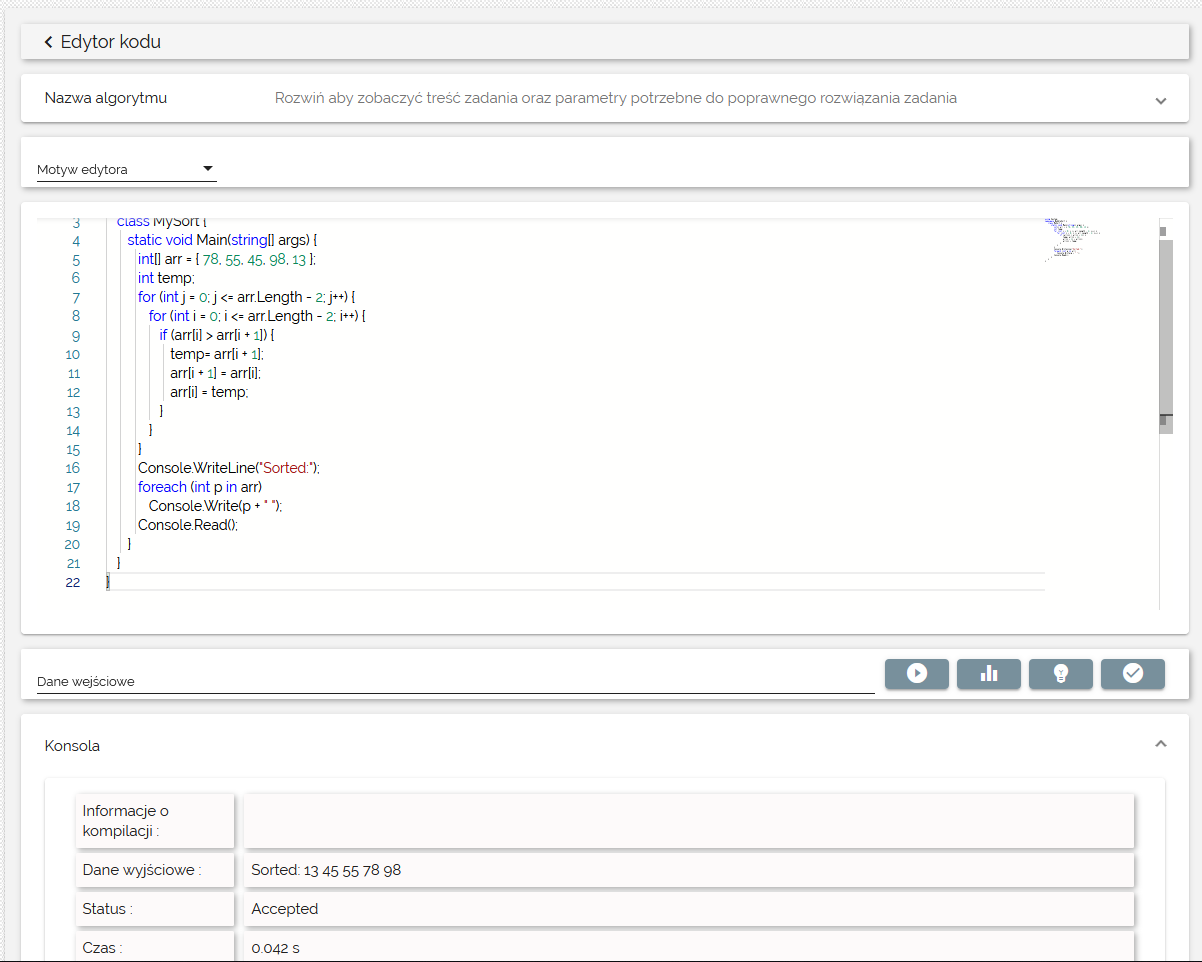 Edytor kodu
Nazwa algorytmu Rozwiń aby zobaczyć treść zadania oraz parametry potrzebne do poprawnego rozwiązania zadania
Motyw edytora
3 class MySort {
4 static void Main(string[] args) {
5 int[] arr = { 78, 55, 45, 98, 13 };
6 int temp;
7 for (int j = 0; j <= arr.Length - 2; j++) {
8 for (int i = 0; i <= arr.Length - 2; i++) {
9 if (arr[i] > arr[i + 1]) {
10 temp= arr[i + 1];
11 arr[i + 1] = arr[i];
12 arr[i] = temp;
13 }
14 }
15 }
16 Console.WriteLine("Sorted:");
17 foreach (int p in arr)
18 Console.Write(p + " ");
19 Console.Read();
20 }
21 }
22 }
Dane wejściowe
Konsola
Informacje o
kompilacji :
Dane wyjściowe : Sorted: 13 45 55 78 98
Status : Accepted
Czas : 0.042 s